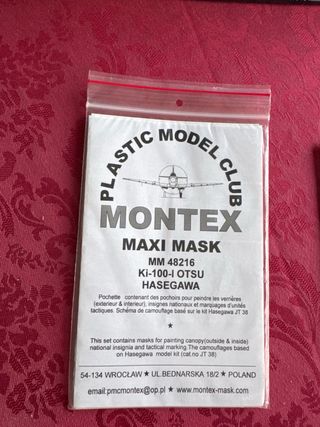 PLASTIC MODEL CLUB
MONTEX
MAXI MASK
MM 48216
Ki-100-I OTSU
HASEGAWA
Pochette contenant des pochoirs pour peindre les verrières
(exterieur & interieur), insignes nationaux et marquages d'unités
tactiques. Schéma de camouflage basé sur le kit Hasegawa JT 38
★
This set contains masks for painting canopy(outside & inside)
national insignia and tactical marking.The camouflages based
on Hasegawa model kit (cat.no JT 38)
54-134 WROCŁAW ★ UL.BEDNARSKA 18/2 ★ POLAND
email:pmcmontex@op.pl ★ www.montex-mask.com